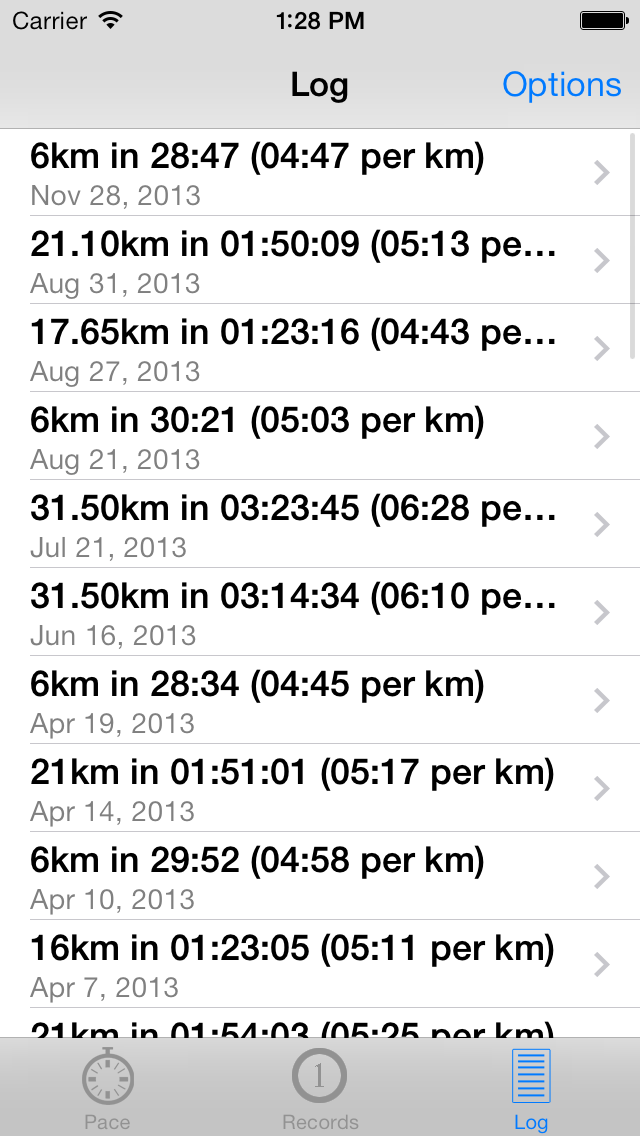 Carrier 1:28 PM
Log Options
6km in 28:47 (04:47 per km)
Nov 28, 2013
21.10km in 01:50:09 (05:13 pe...
Aug 31, 2013
17.65km in 01:23:16 (04:43 pe...
Aug 27, 2013
6km in 30:21 (05:03 per km)
Aug 21, 2013
31.50km in 03:23:45 (06:28 pe...
Jul 21, 2013
31.50km in 03:14:34 (06:10 pe...
Jun 16, 2013
6km in 28:34 (04:45 per km)
Apr 19, 2013
21km in 01:51:01 (05:17 per km)
Apr 14, 2013
6km in 29:52 (04:58 per km)
Apr 10, 2013
16km in 01:23:05 (05:11 per km)
Apr 7, 2013
21km in 01:54:03 (05:25 per km)
1
Pace Records Log